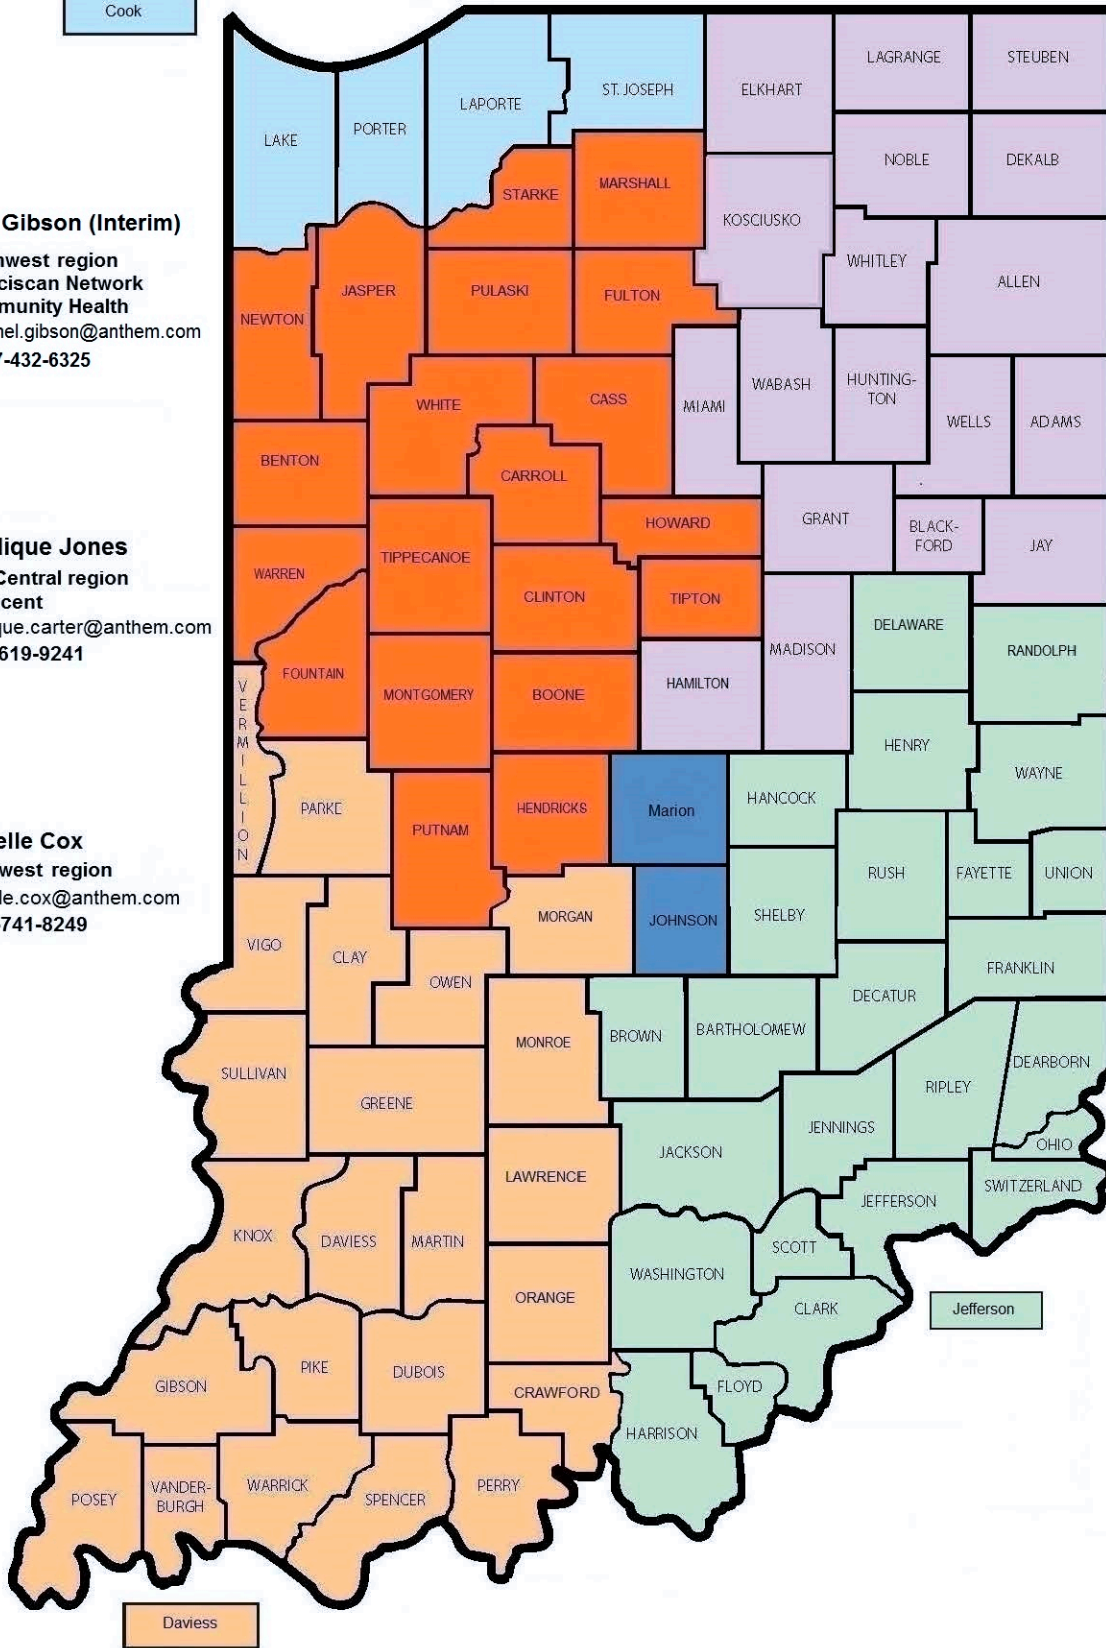 Cook
LAKE
PORTER
LAPORTE
ST. JOSEPH
ELKHART
LAGRANGE
STEUBEN
NOBLE
DEKALB
STARKE
MARSHALL
KOSCIUSKO
WHITLEY
ALLEN
Gibson (Interim)
west region
ciscan Network
munity Health
nel.gibson@anthem.com
7-432-6325
NEWTON
JASPER
PULASKI
FULTON
WHITE
CASS
MIAMI
WABASH
HUNTING-
TON
WELLS
ADAMS
BENTON
CARROLL
HOWARD
GRANT
BLACK-
FORD
JAY
lique Jones
Central region
cent
que.carter@anthem.com
619-9241
WARREN
TIPPECANOE
CLINTON
TIPTON
MADISON
DELAWARE
RANDOLPH
FOUNTAIN
MONTGOMERY
BOONE
HAMILTON
HENRY
WAYNE
VERMILLION
PARKE
PUTNAM
HENDRICKS
Marion
HANCOCK
RUSH
FAYETTE
UNION
elle Cox
west region
le.cox@anthem.com
-741-8249
VIGO
CLAY
OWEN
MORGAN
JOHNSON
SHELBY
FRANKLIN
DECATUR
SULLIVAN
GREENE
MONROE
BROWN
BARTHOLOMEW
DEARBORN
RIPLEY
JENNINGS
JACKSON
OHIO
SWITZERLAND
JEFFERSON
LAWRENCE
KNOX
DAVIESS
MARTIN
ORANGE
WASHINGTON
SCOTT
CLARK
Jefferson
GIBSON
PIKE
DUBOIS
CRAWFORD
FLOYD
HARRISON
POSEY
VANDER-
BURGH
WARRICK
SPENCER
PERRY
Daviess